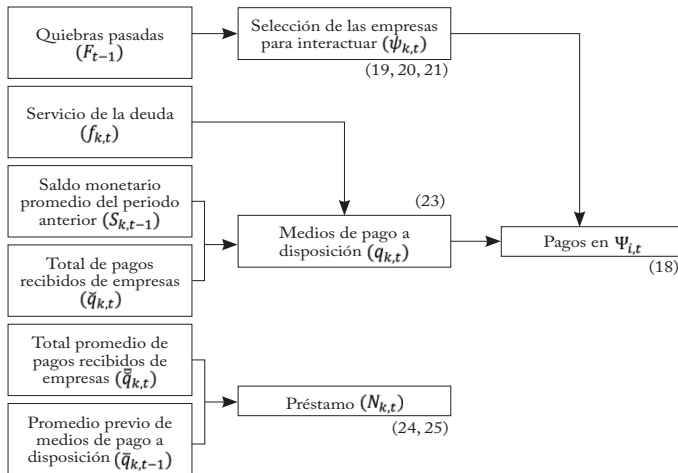 Quiebras pasadas
(F_{t−1})
Selección de las empresas
para interactuar (ψ_{k,t})
(19, 20, 21)
Servicio de la deuda
(f_{k,t})
Saldo monetario
promedio del periodo
anterior (S_{k,t−1})
(23)
Medios de pago a
disposición (q_{k,t})
Pagos en Ψ_{i,t}
(18)
Total de pagos
recibidos de empresas
(q̌_{k,t})
Total promedio de
pagos recibidos de
empresas (q̌̄_{k,t})
Préstamo (N_{k,t})
(24, 25)
Promedio previo de
medios de pago a
disposición (q̄_{k,t−1})